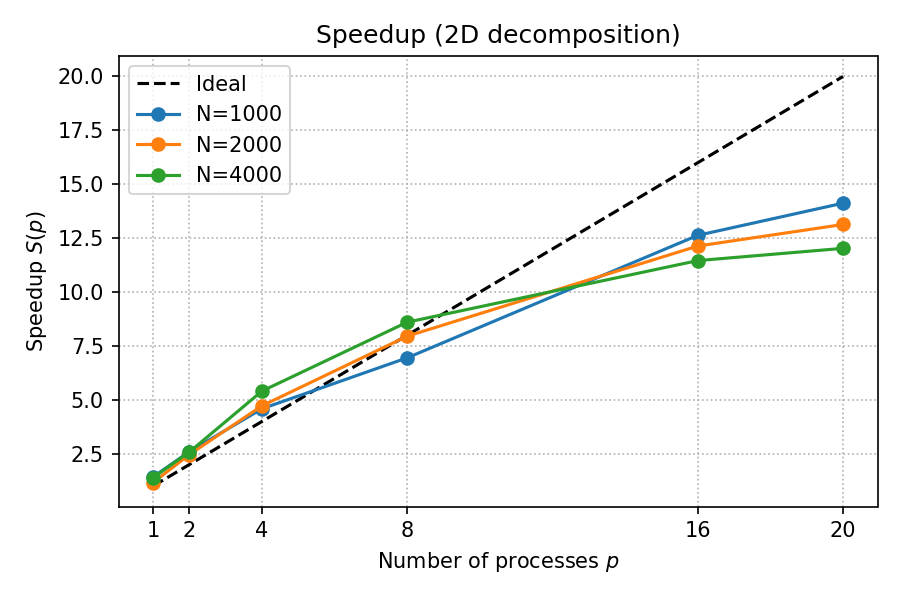 Speedup (2D decomposition)
Ideal
N=1000
N=2000
N=4000
Speedup S(p)
20.0
17.5
15.0
12.5
10.0
7.5
5.0
2.5
1 2 4 8 16 20
Number of processes p